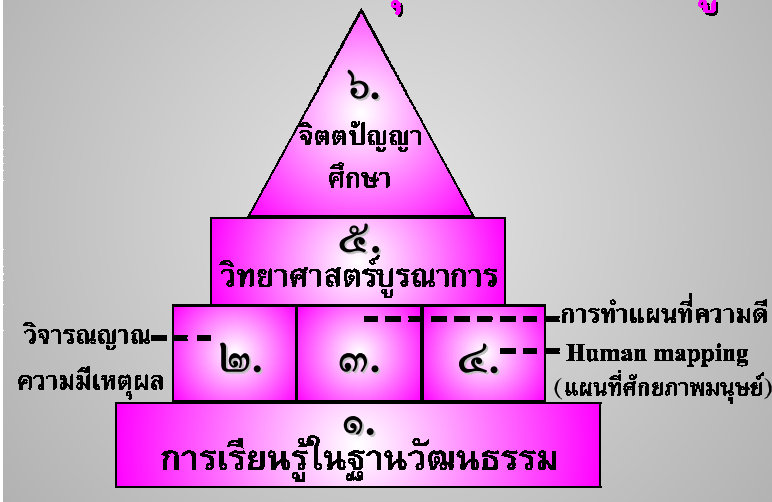 ๖.
จิตตปัญญา
ศึกษา
๕.
วิทยาศาสตร์บูรณาการ
วิจารณญาณ
ความมีเหตุผล
๒.
๓.
๔.
การทำแผนที่ความดี
Human mapping
(แผนที่ศักยภาพมนุษย์)
๑.
การเรียนรู้ในฐานวัฒนธรรม